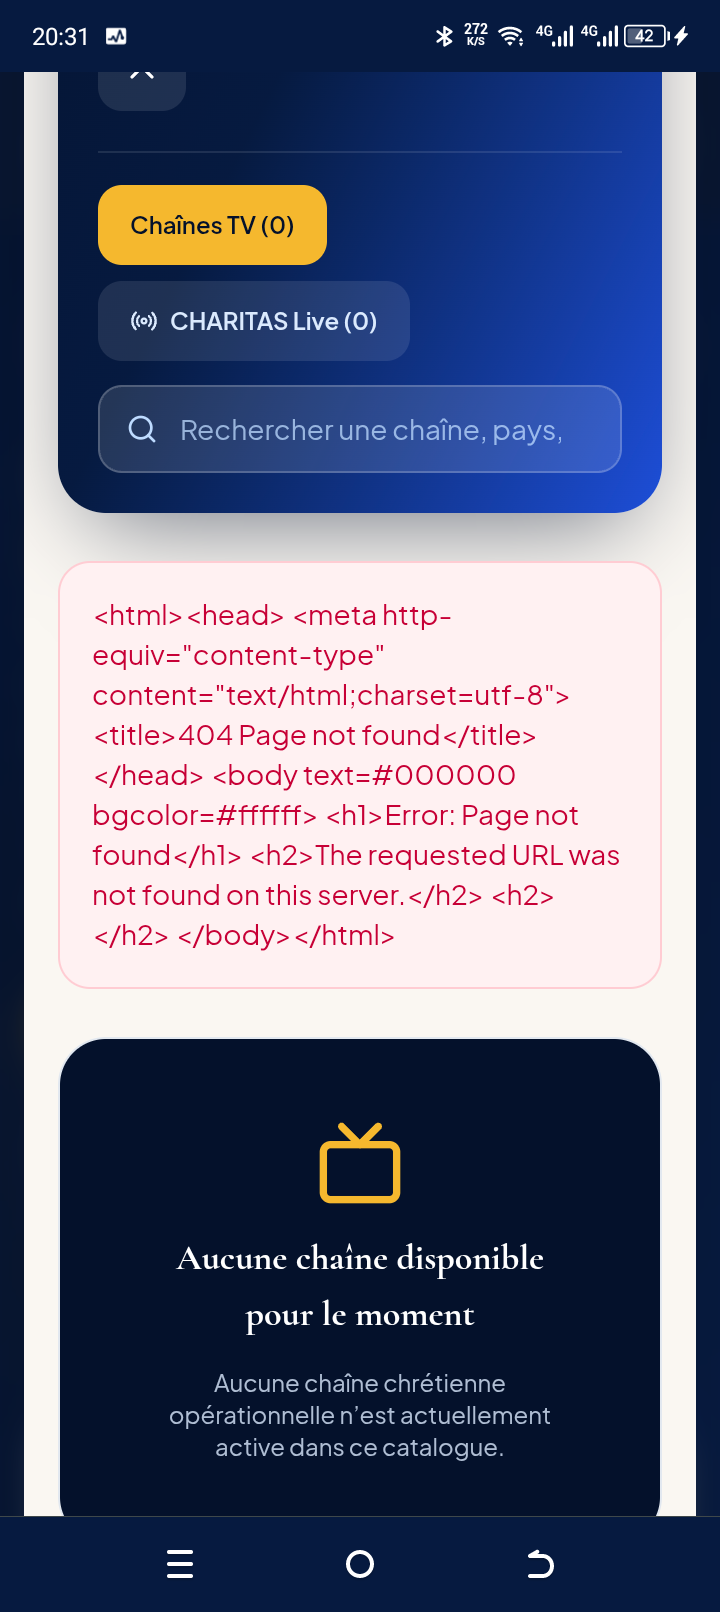 20:31
272
K/S
4G
4G
42
Chaînes TV (0)
CHARITAS Live (0)
Rechercher une chaîne, pays,
<html><head> <meta http-
equiv="content-type"
content="text/html;charset=utf-8">
<title>404 Page not found</title>
</head> <body text=#000000
bgcolor=#ffffff> <h1>Error: Page not
found</h1> <h2>The requested URL was
not found on this server.</h2> <h2>
</h2> </body></html>
Aucune chaîne disponible
pour le moment
Aucune chaîne chrétienne
opérationnelle n’est actuellement
active dans ce catalogue.